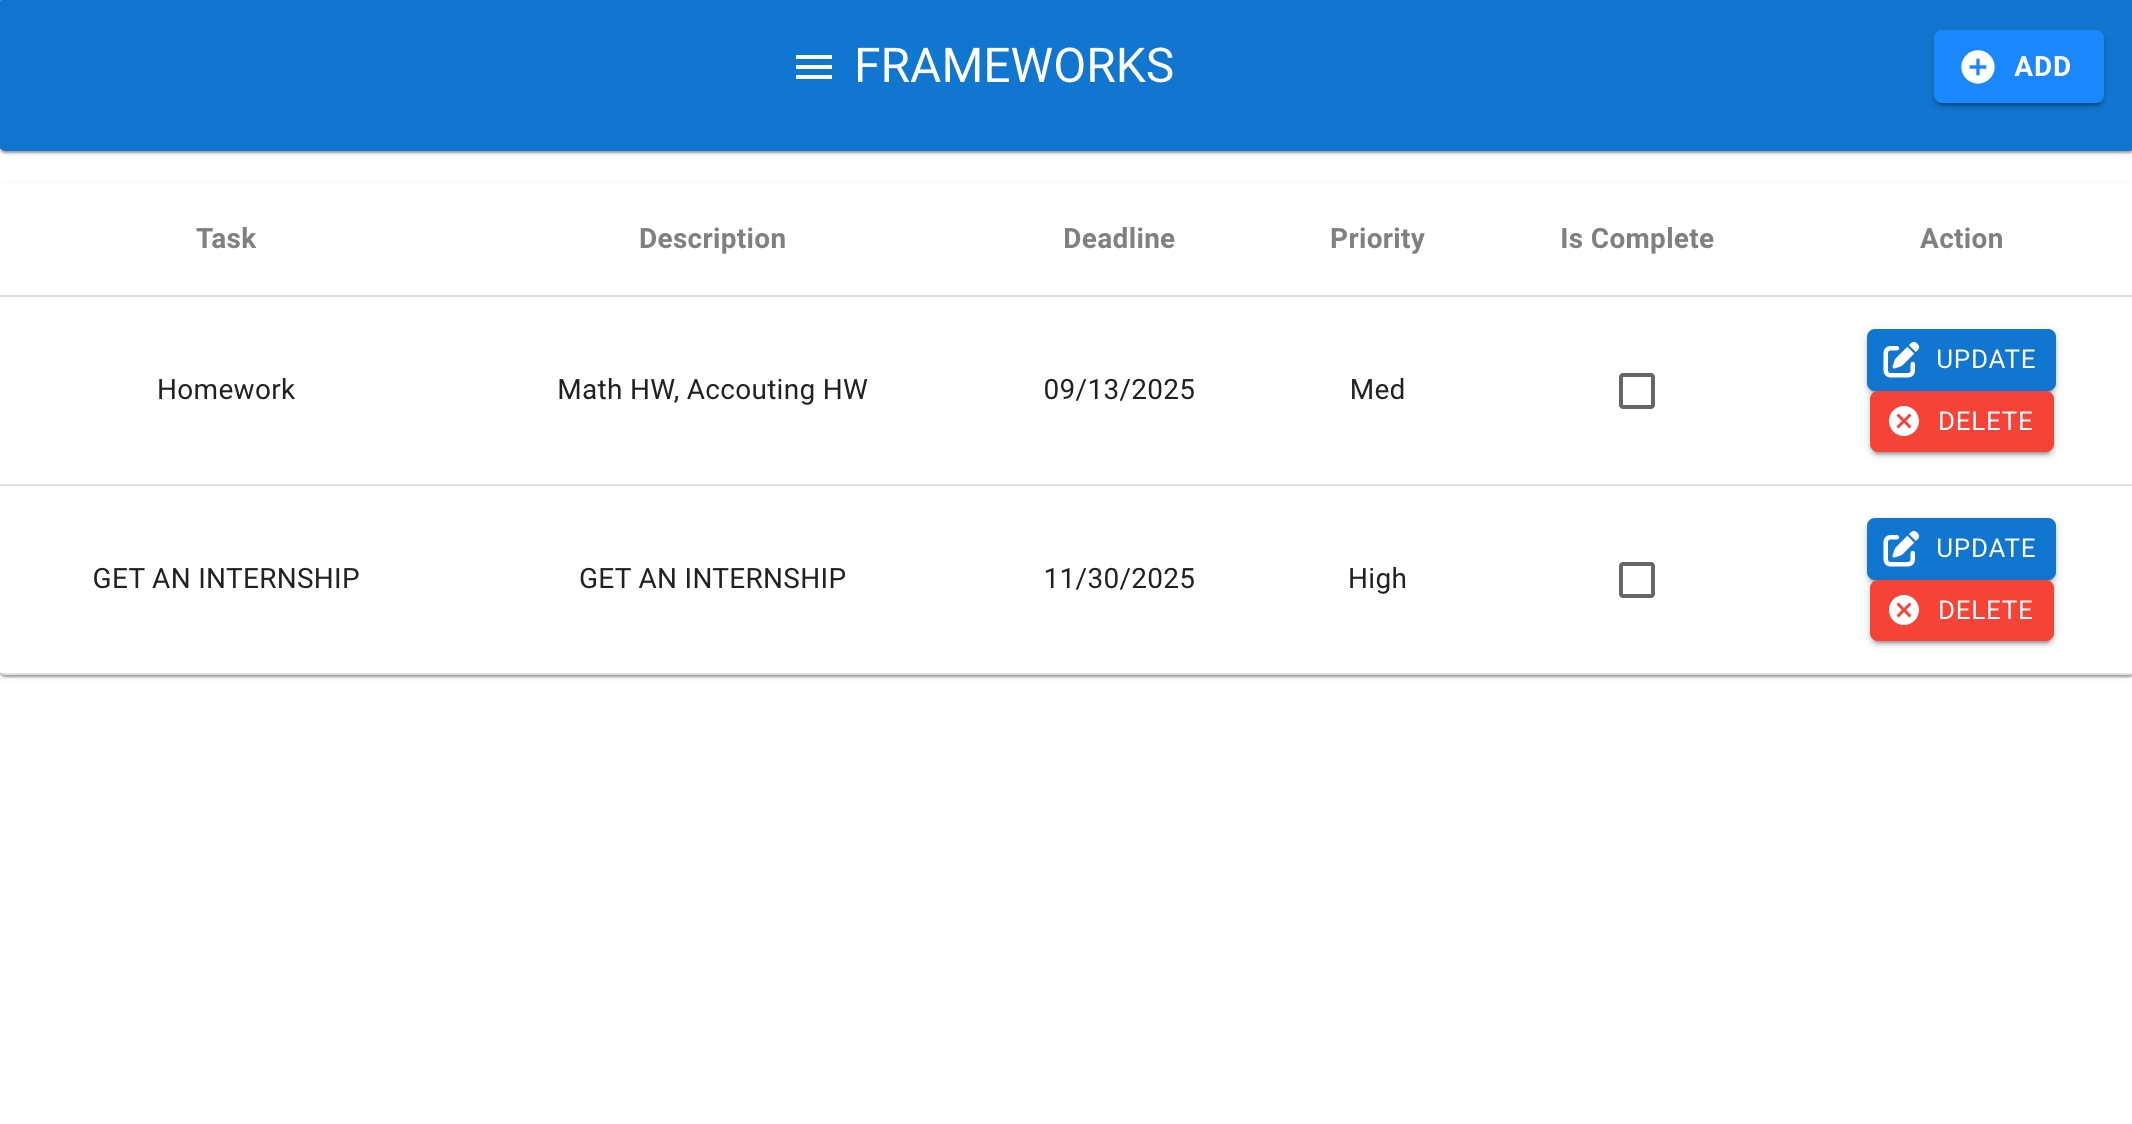 FRAMEWORKS
ADD
Task Description Deadline Priority Is Complete Action
Homework Math HW, Accouting HW 09/13/2025 Med
UPDATE
DELETE
GET AN INTERNSHIP GET AN INTERNSHIP 11/30/2025 High
UPDATE
DELETE